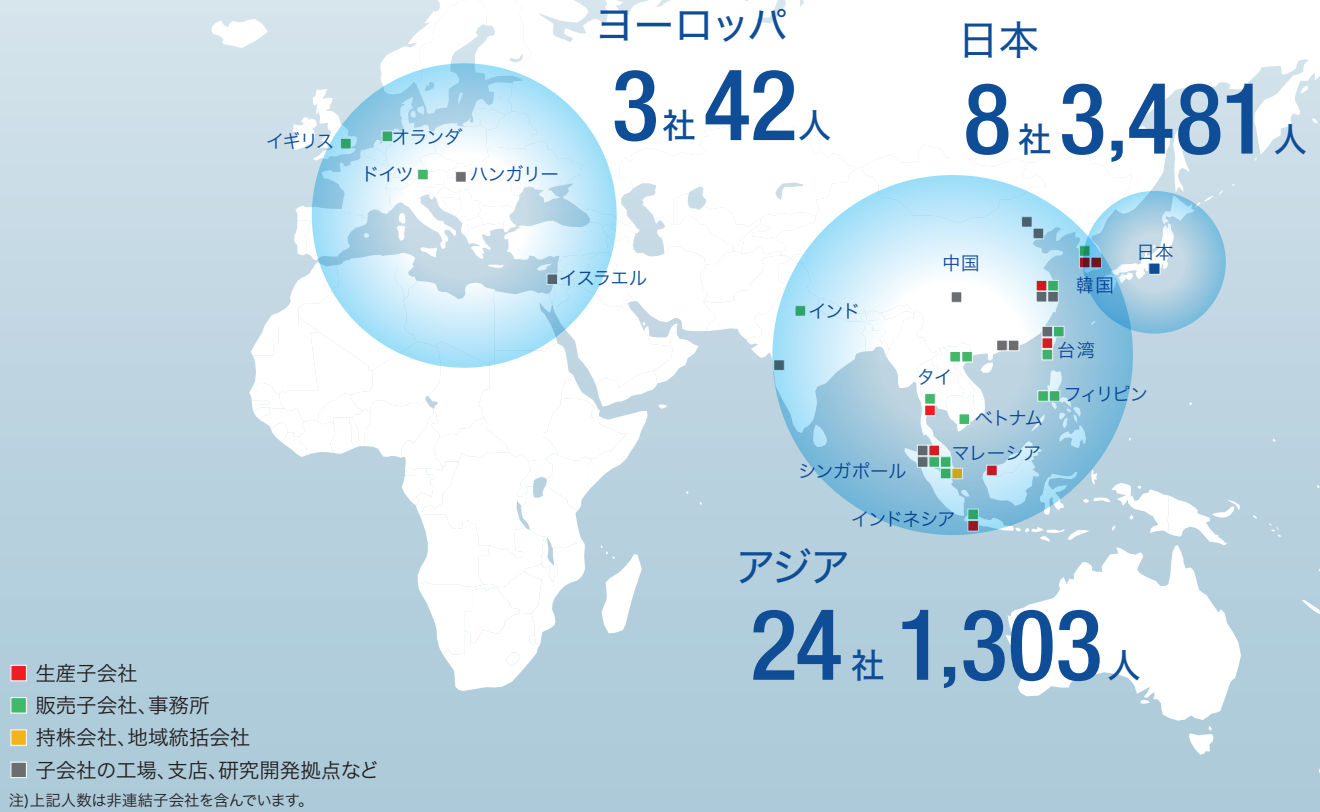 ヨーロッパ
3社42人
日本
8社3,481人
イギリス
オランダ
ドイツ
ハンガリー
イスラエル
中国
日本
韓国
インド
台湾
タイ
フィリピン
ベトナム
マレーシア
シンガポール
インドネシア
アジア
24社1,303人
生産子会社
販売子会社、事務所
持株会社、地域統括会社
子会社の工場、支店、研究開発拠点など
注)上記人数は非連結子会社を含んでいます。